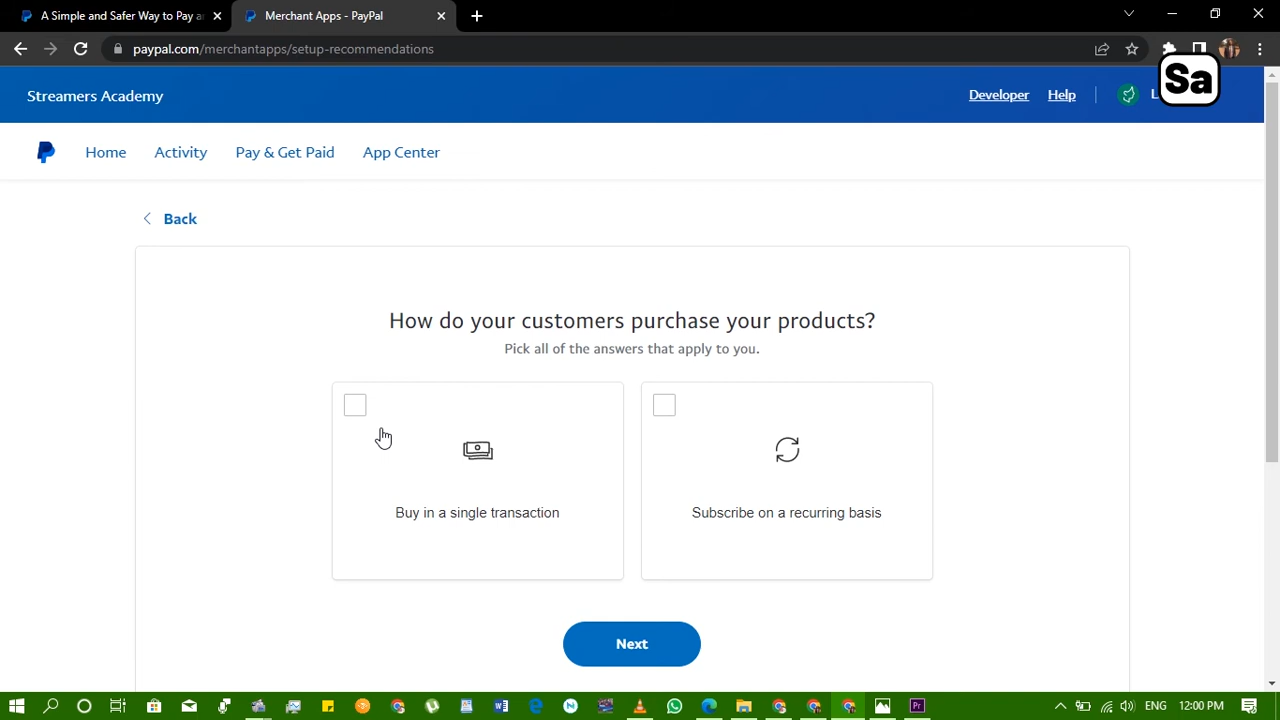 A Simple and Safer Way to Pay a
Merchant Apps - PayPal
paypal.com/merchantapps/setup-recommendations
Sa
Streamers Academy
Developer
Help
Home
Activity
Pay & Get Paid
App Center
Back
How do your customers purchase your products?
Pick all of the answers that apply to you.
Buy in a single transaction
Subscribe on a recurring basis
Next
ENG
12:00 PM